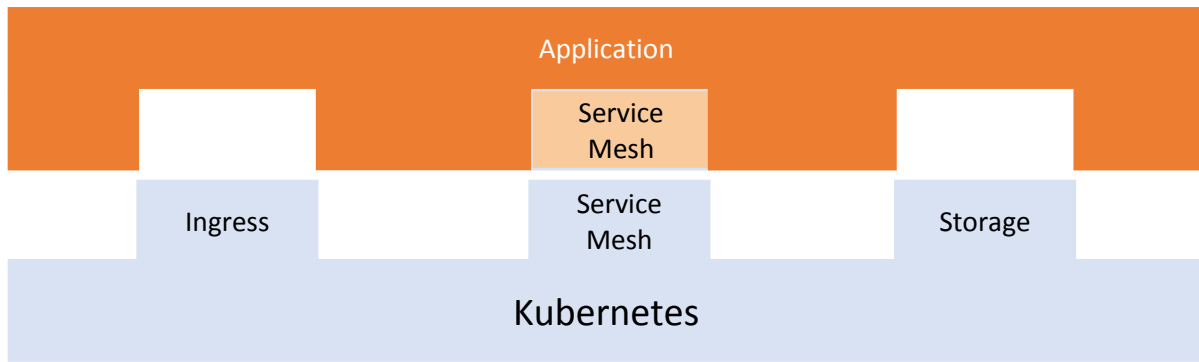 Application
Service
Mesh
Ingress
Service
Mesh
Storage
Kubernetes